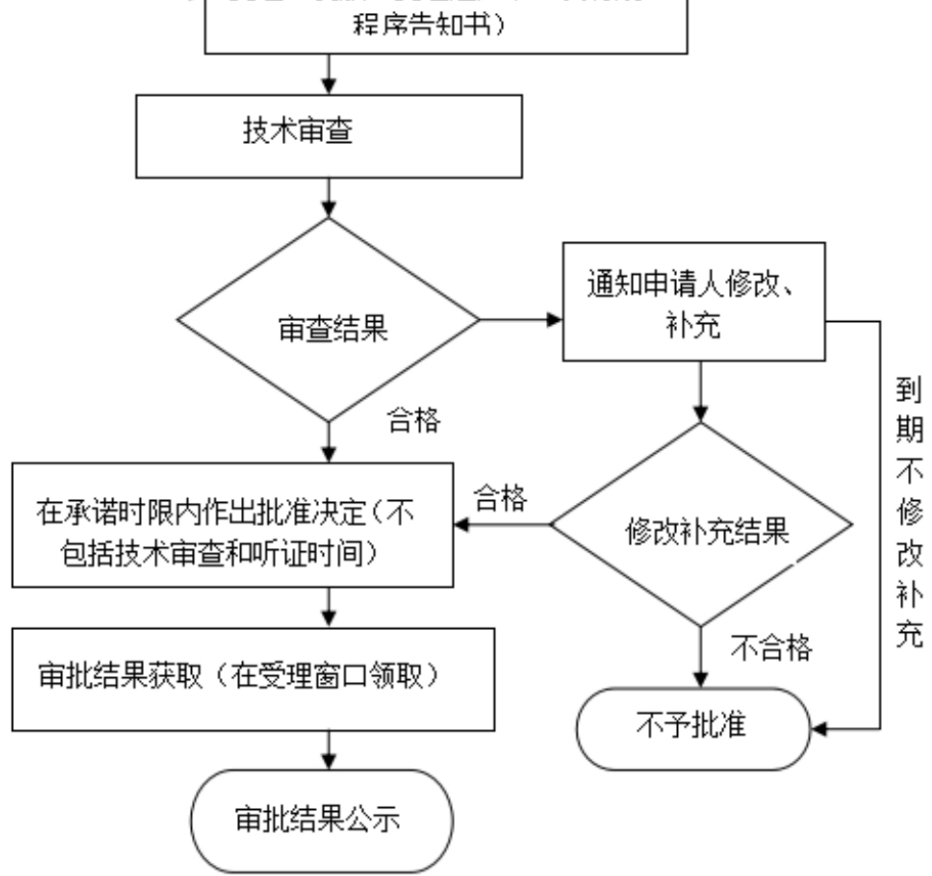 程序告知书）
技术审查
审查结果
通知申请人修改、
补充
合格
到期不修改补充
在承诺时限内作出批准决定（不
包括技术审查和听证时间）
合格
修改补充结果
不合格
审批结果获取（在受理窗口领取）
不予批准
审批结果公示